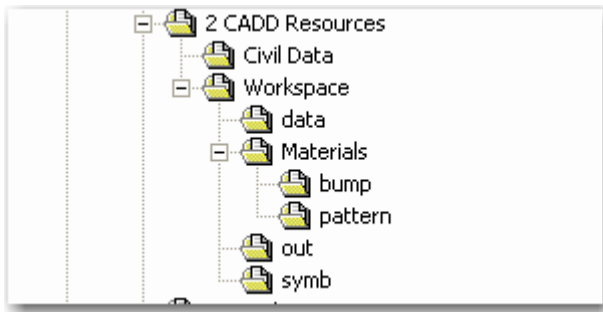 2 CADD Resources
Civil Data
Workspace
data
Materials
bump
pattern
out
symb